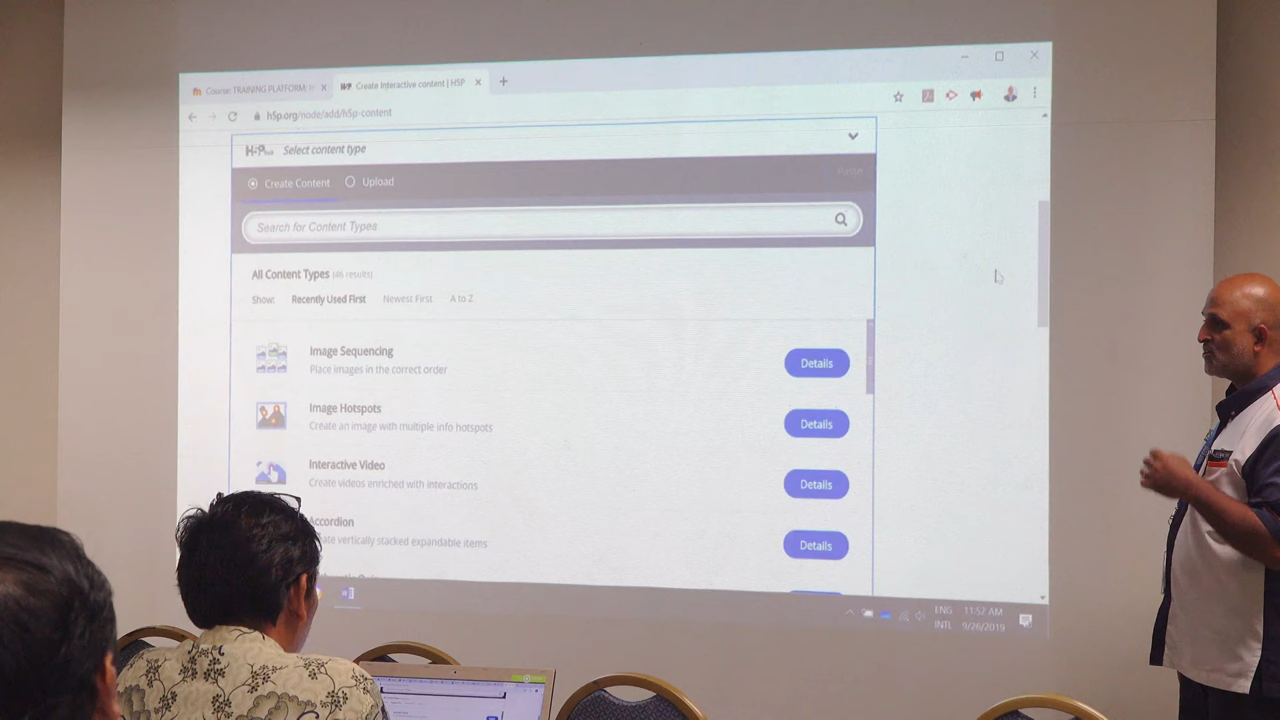 Course: TRAINING PLATFORM:
Create Interactive content | H5P
h5p.org/node/add/h5p-content
H5P Select content type
Create Content Upload Paste
Search for Content Types
All Content Types (46 results)
Show: Recently Used First Newest First A to Z
Image Sequencing
Place images in the correct order
Details
Image Hotspots
Create an image with multiple info hotspots
Details
Interactive Video
Create videos enriched with interactions
Details
Accordion
vertically stacked expandable items
Details
ENG 11:52 AM
INTL 9/26/2019